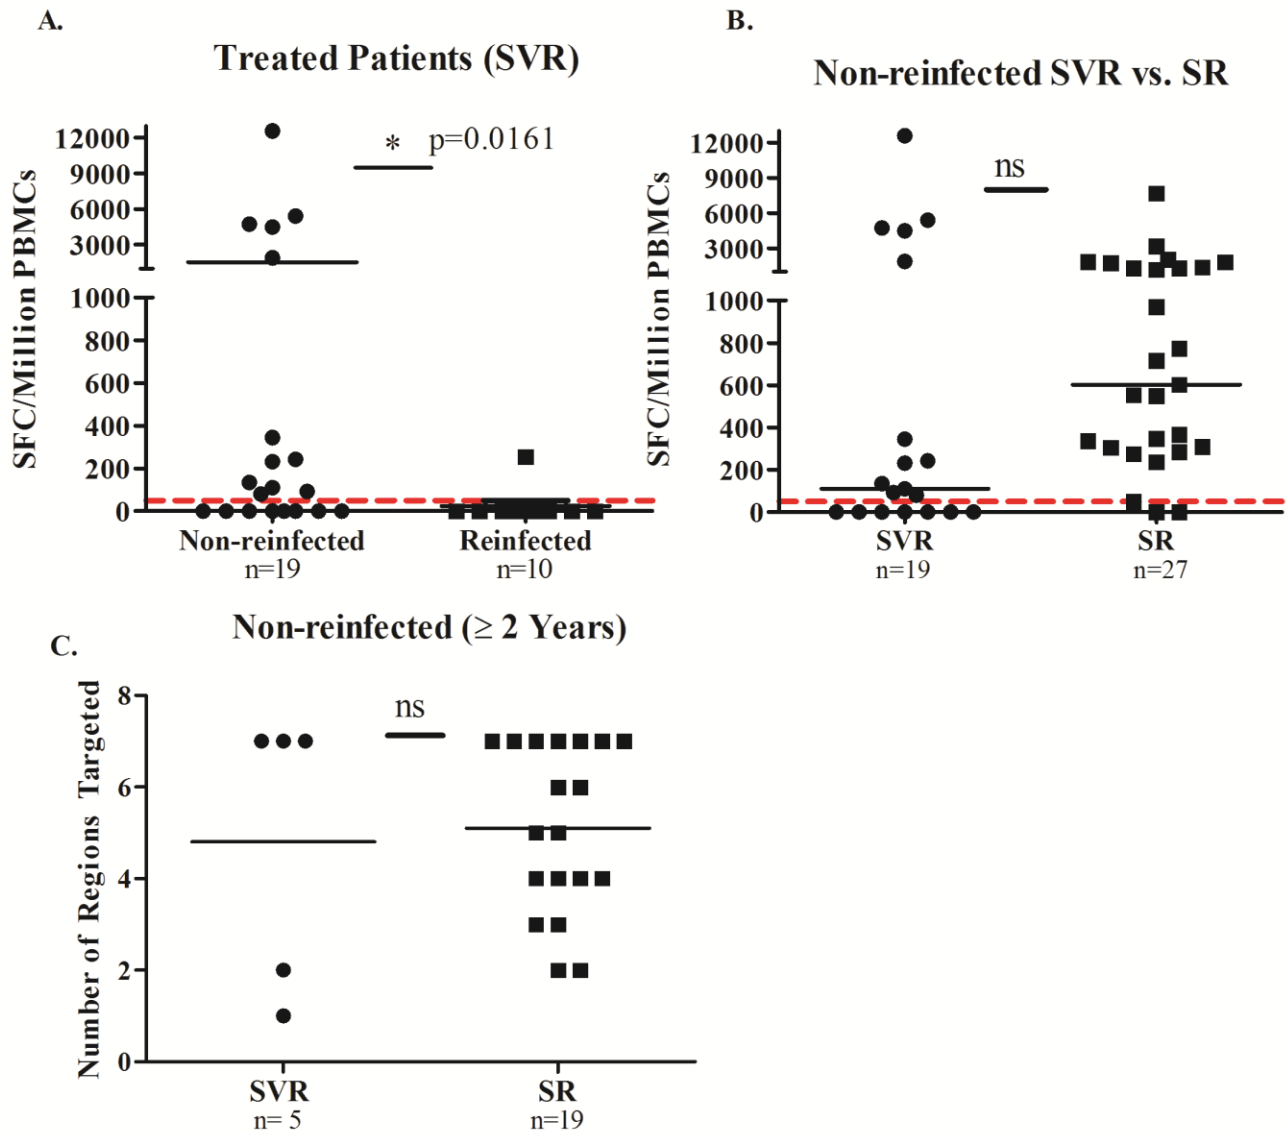 A.
Treated Patients (SVR)
SFC/Million PBMCs
12000
9000
6000
3000
1000
800
600
400
200
0
* p=0.0161
Non-reinfected
n=19
Reinfected
n=10
B.
Non-reinfected SVR vs. SR
SFC/Million PBMCs
12000
9000
6000
3000
1000
800
600
400
200
0
ns
SVR
n=19
SR
n=27
C.
Non-reinfected (≥ 2 Years)
Number of Regions Targeted
8
6
4
2
0
ns
SVR
n= 5
SR
n=19